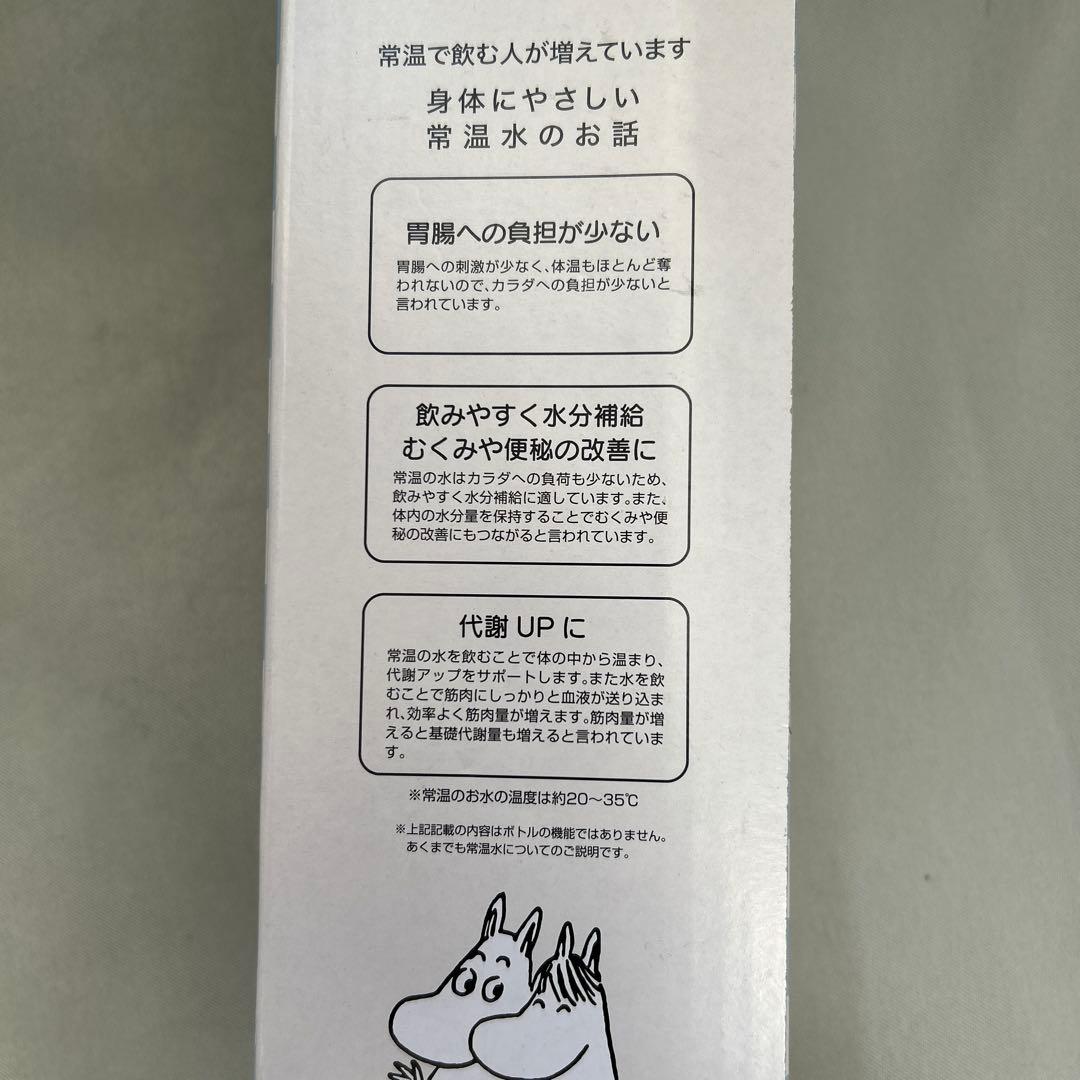 常温で飲む人が増えています
身体にやさしい
常温水のお話
胃腸への負担が少ない
胃腸への刺激が少なく、体温もほとんど奪
われないので、カラダへの負担が少ないと
言われています。
飲みやすく水分補給
むくみや便秘の改善に
常温の水はカラダへの負荷も少ないため、
飲みやすく水分補給に適しています。また、
体内の水分量を保持することでむくみや便
秘の改善にもつながると言われています。
代謝UPに
常温の水を飲むことで体の中から温まり、
代謝アップをサポートします。また水を飲
むことで筋肉にしっかりと血液が送り込ま
れ、効率よく筋肉量が増えます。筋肉量が増
えると基礎代謝量も増えると言われていま
す。
※常温のお水の温度は約20〜35℃
※上記記載の内容はボトルの機能ではありません。
あくまでも常温水についてのご説明です。